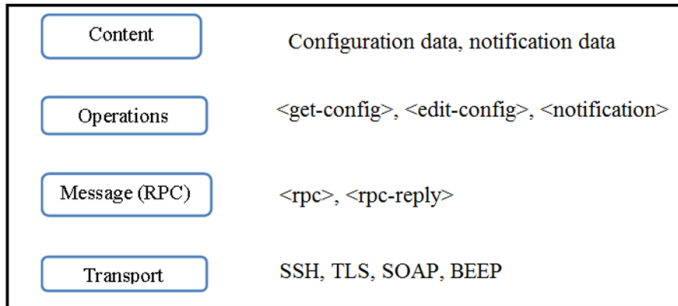 Content
Configuration data, notification data
Operations
<get-config>, <edit-config>, <notification>
Message (RPC)
<rpc>, <rpc-reply>
Transport
SSH, TLS, SOAP, BEEP